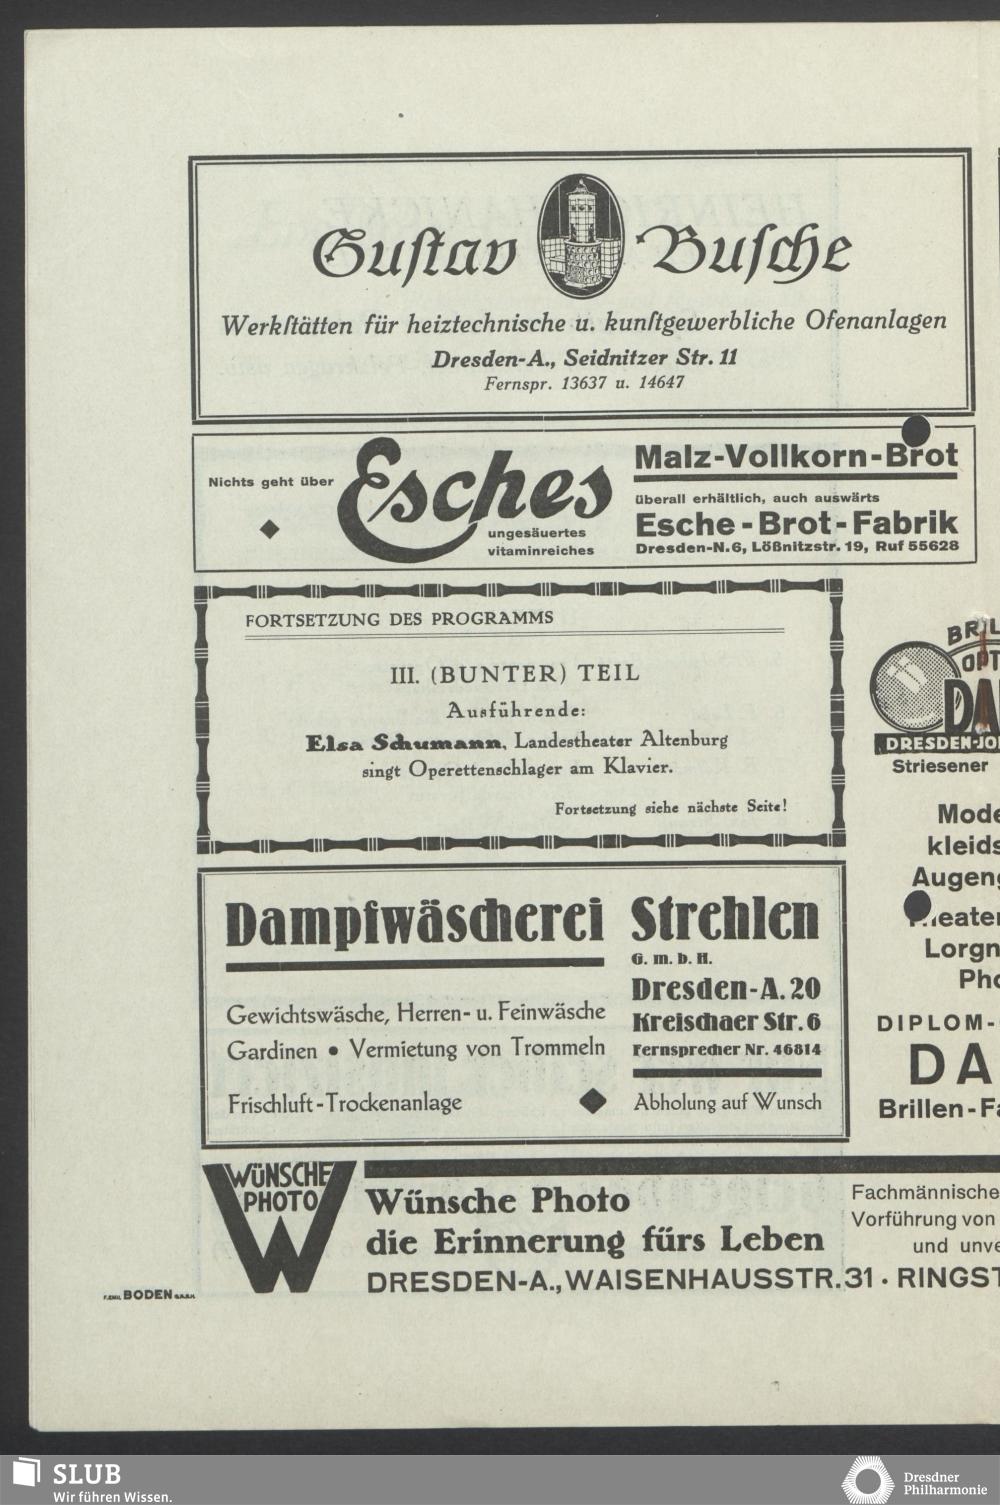 Gustav Busche
Werkstätten für heiztechnische u. kunstgewerbliche Ofenanlagen
Dresden-A., Seidnitzer Str. 11
Fernspr. 13637 u. 14647
Nichts geht über
Esches
ungesäuertes
vitaminreiches
Malz-Vollkorn-Brot
überall erhältlich, auch auswärts
Esche-Brot-Fabrik
Dresden-N.6, Lößnitzstr. 19, Ruf 55628
FORTSETZUNG DES PROGRAMMS
III. (BUNTER) TEIL
Ausführende:
Elsa Schumann, Landestheater Altenburg
singt Operettenschlager am Klavier.
Fortsetzung siehe nächste Seite!
BRIL
OPT
DA
DRESDEN-JO
Striesener
Mode
kleids
Augeng
Theater
Lorgn
Pho
DIPLOM-
DA
Brillen-Fa
Dampfwäscherei Strehlen
G. m. b. H.
Dresden-A. 20
Kreischaer Str. 6
Fernsprecher Nr. 46814
Gewichtswäsche, Herren- u. Feinwäsche
Gardinen • Vermietung von Trommeln
Frischluft-Trockenanlage ◆ Abholung auf Wunsch
WÜNSCHE
PHOTO
W
Wünsche Photo
die Erinnerung fürs Leben
DRESDEN-A., WAISENHAUSSTR. 31 · RINGST
Fachmännische
Vorführung von
und unve
F. EMIL BODEN G.M.B.H.
SLUB
Wir führen Wissen.
Dresdner
Philharmonie